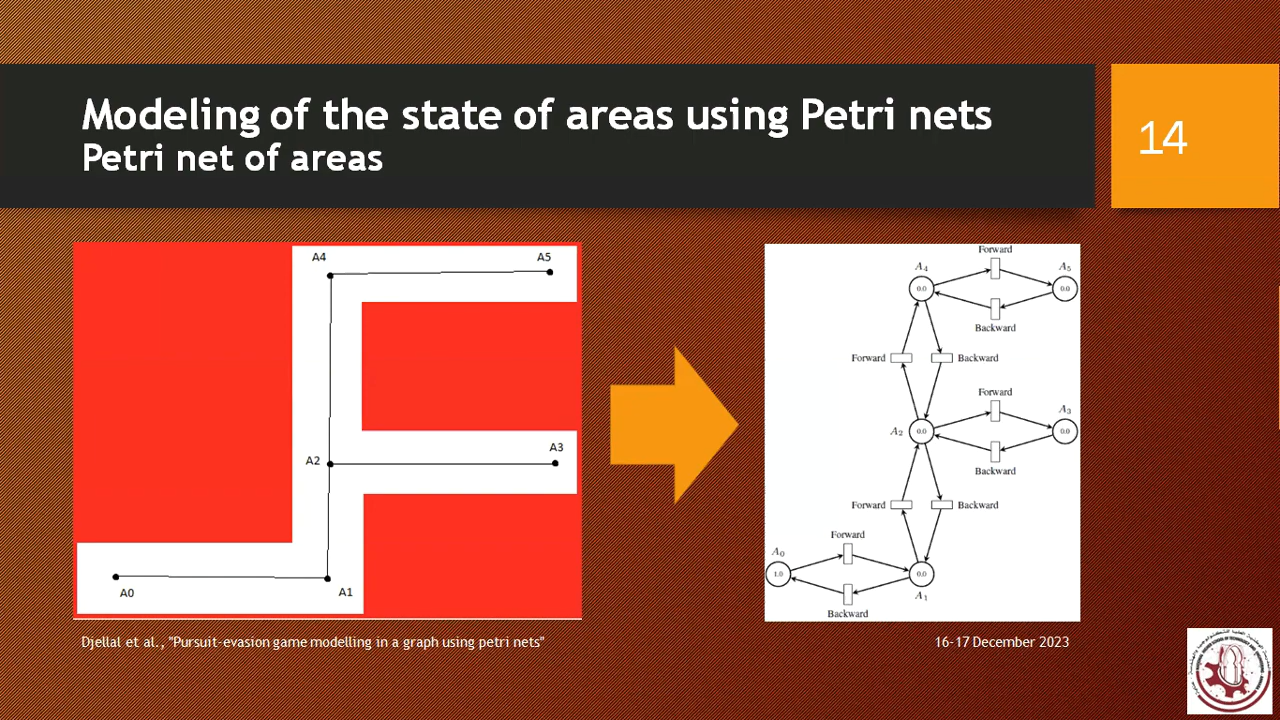 Modeling of the state of areas using Petri nets
Petri net of areas
14
A4
A5
A2
A3
A0
A1
Forward
A4
A5
0.0
0.0
Backward
Forward
Backward
Forward
A3
A2
0.0
0.0
Backward
Forward
Backward
Forward
A0
1.0
0.0
A1
Backward
Djellal et al., "Pursuit-evasion game modelling in a graph using petri nets"
16-17 December 2023